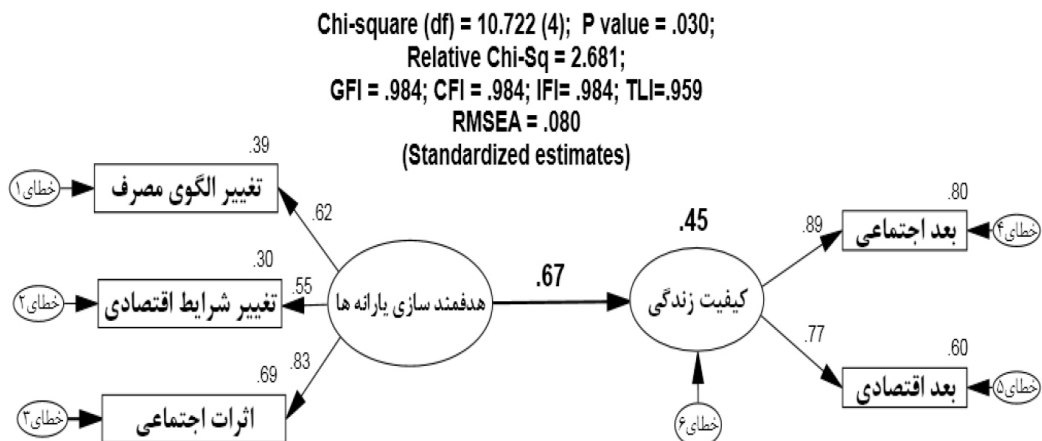 Chi-square (df) = 10.722 (4); P value = .030;
Relative Chi-Sq = 2.681;
GFI = .984; CFI = .984; IFI= .984; TLI=.959
RMSEA = .080
(Standardized estimates)
.39
خطای۱
تغییر الگوی مصرف
.62
.30
خطای۲
تغییر شرایط اقتصادی
.55
.69
خطای۳
اثرات اجتماعی
.83
هدفمند سازی یارانه ها
.67
.45
کیفیت زندگی
خطای۶
.89
.80
بعد اجتماعی
خطای۴
.77
.60
بعد اقتصادی
خطای۵